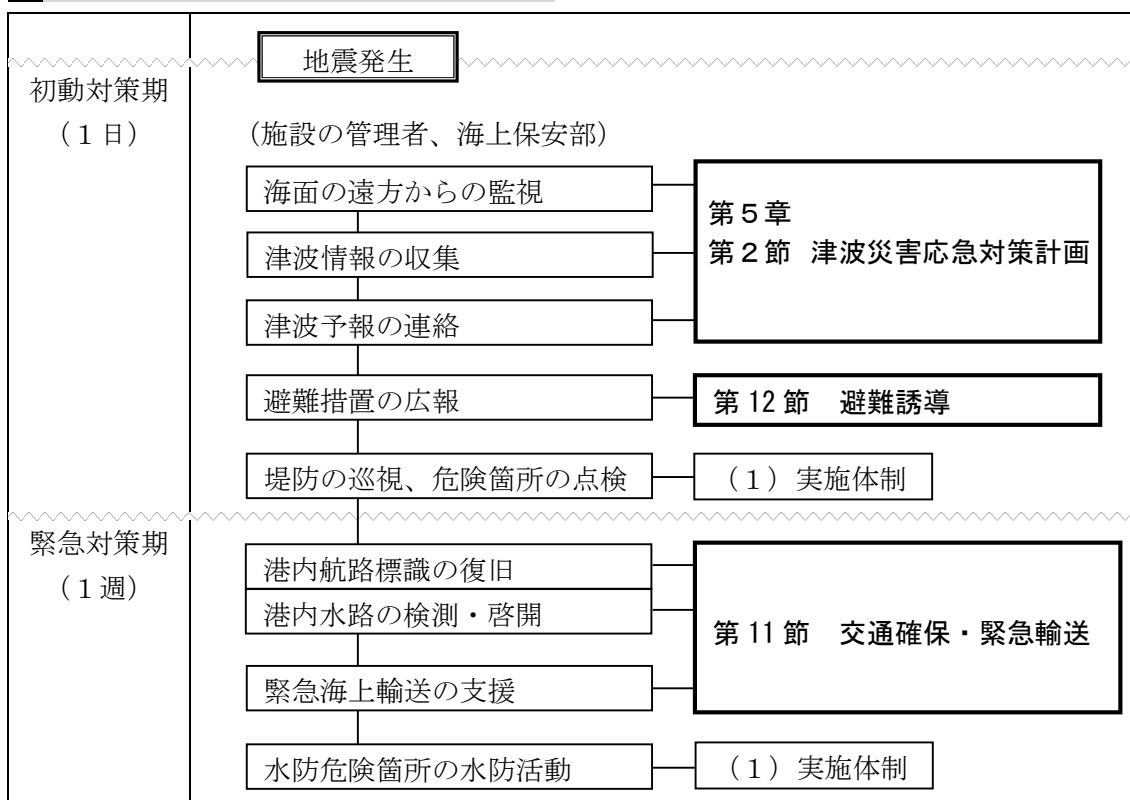 地震発生
初動対策期
（１日）
（施設の管理者、海上保安部）
海面の遠方からの監視
津波情報の収集
津波予報の連絡
第５章
第２節 津波災害応急対策計画
避難措置の広報
第 12 節 避難誘導
堤防の巡視、危険箇所の点検
（１）実施体制
緊急対策期
（１週）
港内航路標識の復旧
港内水路の検測・啓開
緊急海上輸送の支援
第 11 節 交通確保・緊急輸送
水防危険箇所の水防活動
（１）実施体制